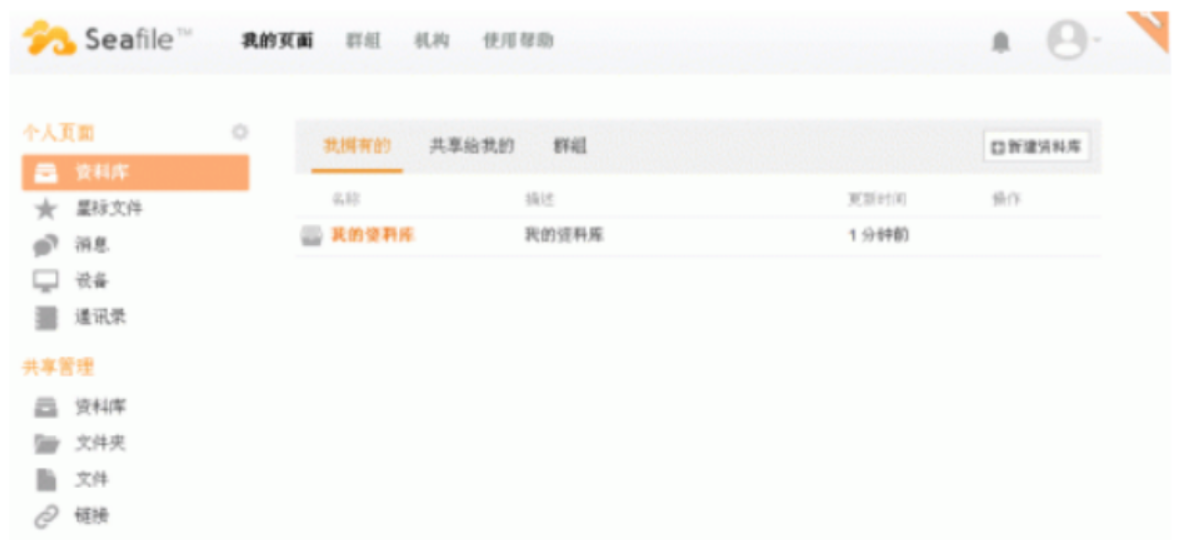 Seafile™ 我的页面 群组 机构 使用帮助
个人页面
资料库
星标文件
消息
设备
通讯录
共享管理
资料库
文件夹
文件
链接
我拥有的 共享给我的 群组 新建资料库
名称 描述 更新时间 操作
我的资料库 我的资料库 1 分钟前